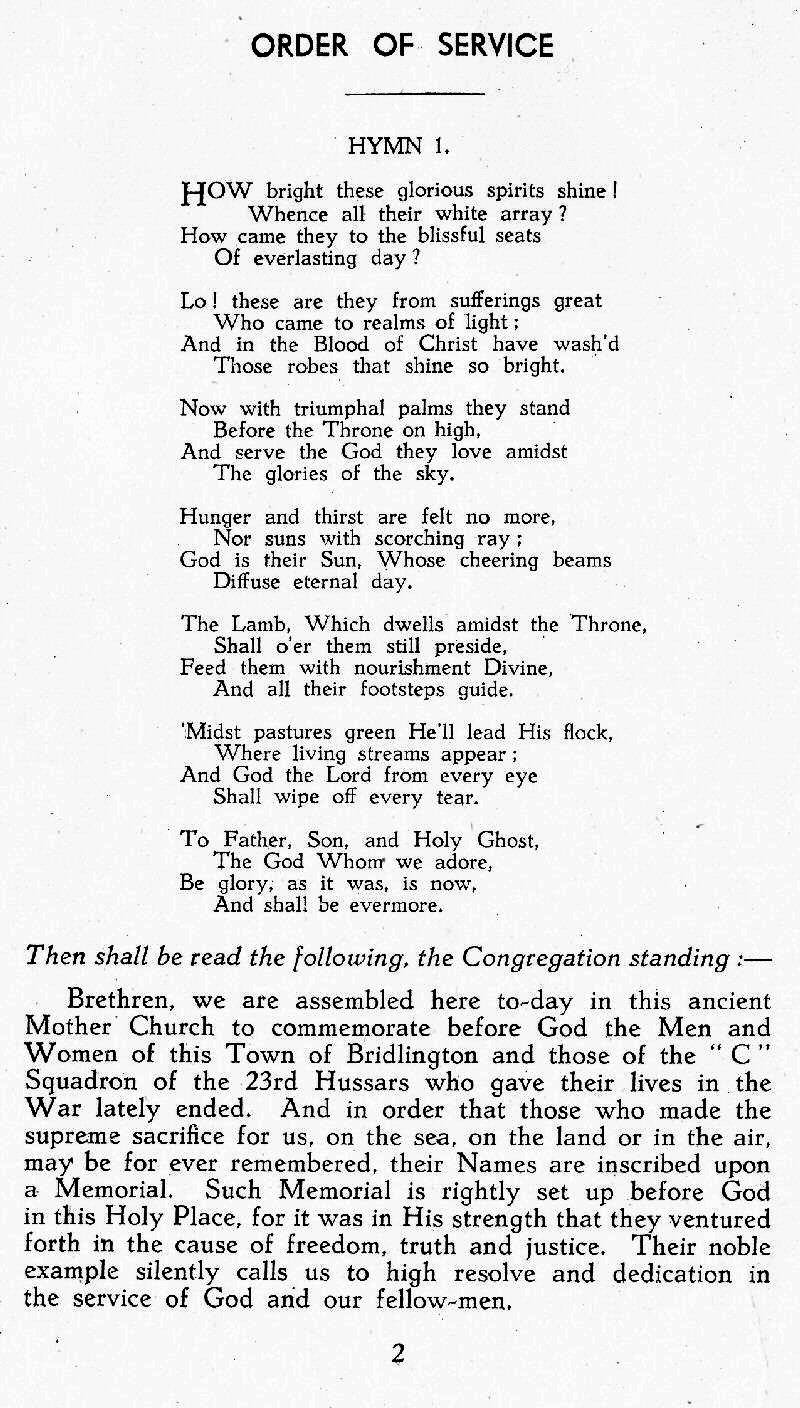 ORDER OF SERVICE
HYMN 1.
HOW bright these glorious spirits shine!
Whence all their white array?
How came they to the blissful seats
Of everlasting day?
Lo! these are they from sufferings great
Who came to realms of light;
And in the Blood of Christ have wash'd
Those robes that shine so bright.
Now with triumphal palms they stand
Before the Throne on high,
And serve the God they love amidst
The glories of the sky.
Hunger and thirst are felt no more,
Nor suns with scorching ray;
God is their Sun, Whose cheering beams
Diffuse eternal day.
The Lamb, Which dwells amidst the Throne,
Shall o'er them still preside,
Feed them with nourishment Divine,
And all their footsteps guide.
'Midst pastures green He'll lead His flock,
Where living streams appear;
And God the Lord from every eye
Shall wipe off every tear.
To Father, Son, and Holy Ghost,
The God Whom we adore,
Be glory, as it was, is now,
And shall be evermore.
Then shall be read the following, the Congregation standing :—
Brethren, we are assembled here to-day in this ancient
Mother Church to commemorate before God the Men and
Women of this Town of Bridlington and those of the "C"
Squadron of the 23rd Hussars who gave their lives in the
War lately ended. And in order that those who made the
supreme sacrifice for us, on the sea, on the land or in the air,
may be for ever remembered, their Names are inscribed upon
a Memorial. Such Memorial is rightly set up before God
in this Holy Place, for it was in His strength that they ventured
forth in the cause of freedom, truth and justice. Their noble
example silently calls us to high resolve and dedication in
the service of God and our fellow-men.
2